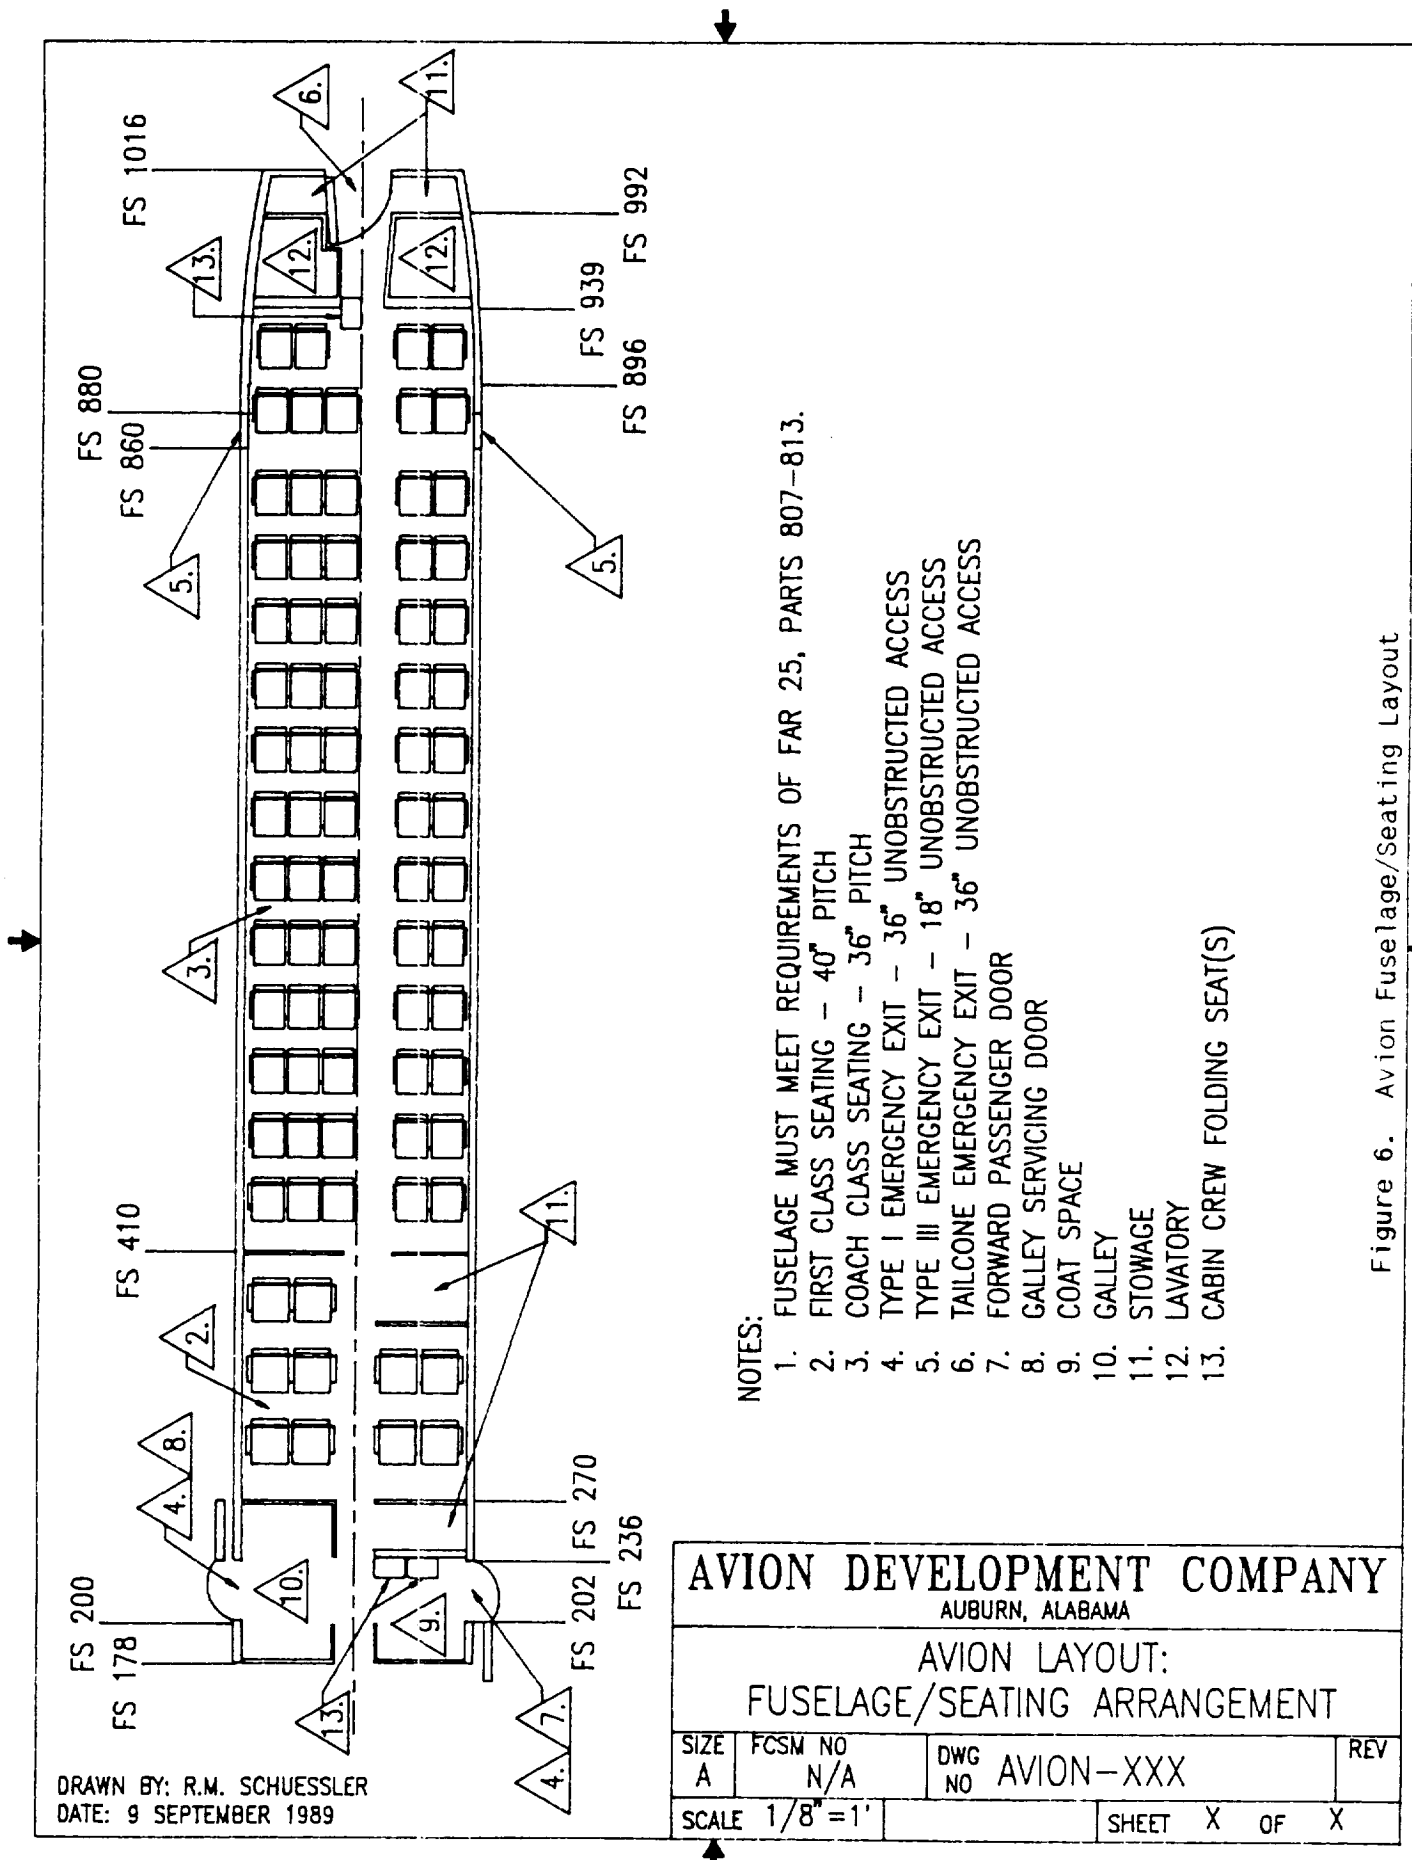 6.
11.
FS 1016
FS 992
13.
12.
12.
FS 939
FS 880
FS 896
FS 860
5.
5.
3.
FS 410
11.
2.
8.
4.
FS 270
FS 236
10.
FS 200
9.
FS 202
FS 178
13.
7.
4.
NOTES:
1. FUSELAGE MUST MEET REQUIREMENTS OF FAR 25, PARTS 807-813.
2. FIRST CLASS SEATING - 40" PITCH
3. COACH CLASS SEATING - 36" PITCH
4. TYPE I EMERGENCY EXIT - 36" UNOBSTRUCTED ACCESS
5. TYPE III EMERGENCY EXIT - 18" UNOBSTRUCTED ACCESS
6. TAILCONE EMERGENCY EXIT - 36" UNOBSTRUCTED ACCESS
7. FORWARD PASSENGER DOOR
8. GALLEY SERVICING DOOR
9. COAT SPACE
10. GALLEY
11. STOWAGE
12. LAVATORY
13. CABIN CREW FOLDING SEAT(S)
AVION DEVELOPMENT COMPANY
AUBURN, ALABAMA
AVION LAYOUT:
FUSELAGE/SEATING ARRANGEMENT
SIZE A
FCSM NO N/A
DWG NO AVION-XXX
REV
SCALE 1/8"=1'
SHEET X OF X
DRAWN BY: R.M. SCHUESSLER
DATE: 9 SEPTEMBER 1989
Figure 6. Avion Fuselage/Seating Layout